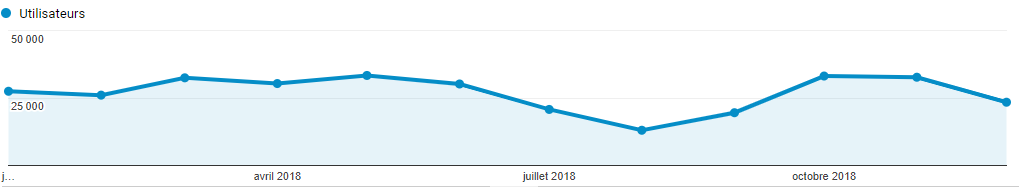 Utilisateurs
50 000
25 000
j... avril 2018 juillet 2018 octobre 2018